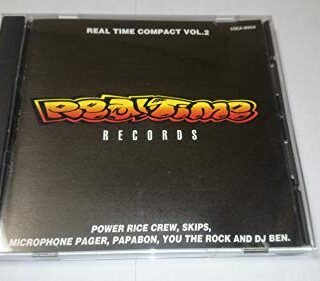 REAL TIME COMPACT VOL.2
Real Time
RECORDS
POWER RICE CREW, SKIPS,
MICROPHONE PAGER, PAPABON, YOU THE ROCK AND DJ BEN.